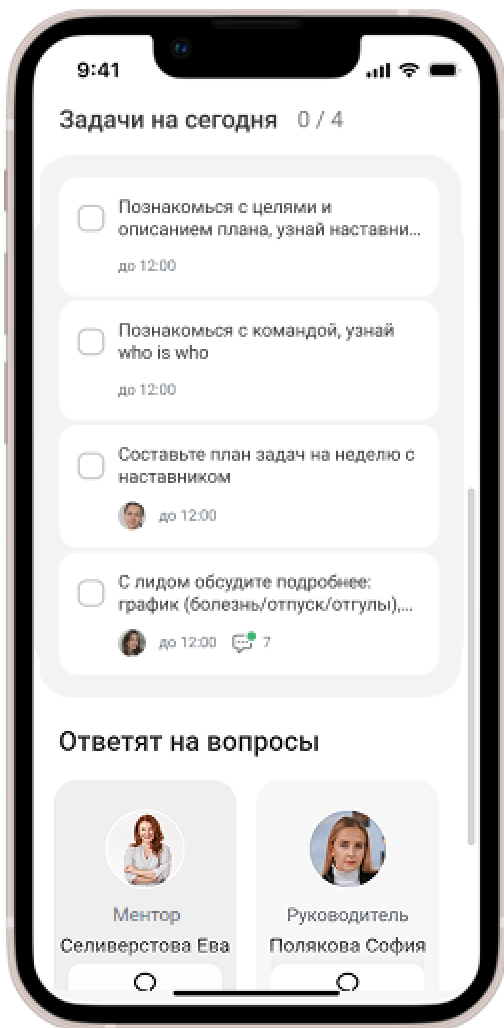 9:41
Задачи на сегодня 0 / 4
Познакомься с целями и
описанием плана, узнай наставни...
до 12:00
Познакомься с командой, узнай
who is who
до 12:00
Составьте план задач на неделю с
наставником
до 12:00
С лидом обсудите подробнее:
график (болезнь/отпуск/отгулы),...
до 12:00 7
Ответят на вопросы
Ментор
Селиверстова Ева
Руководитель
Полякова София